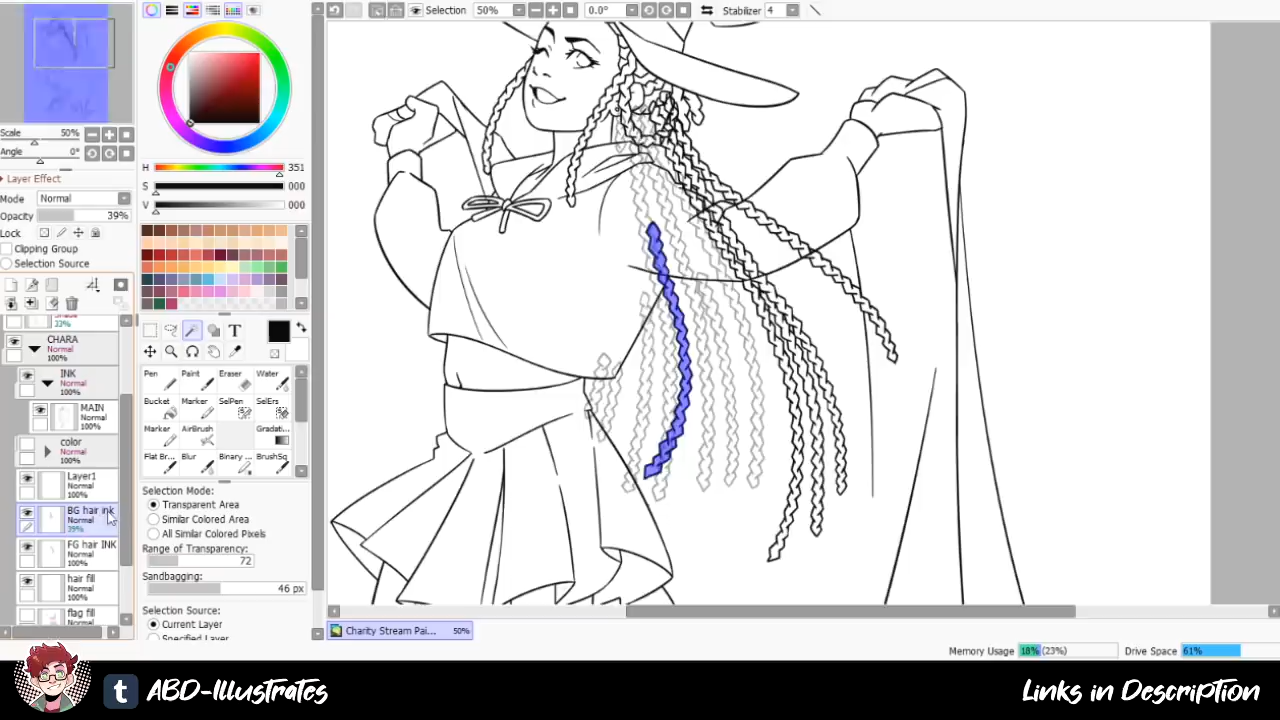 Selection 50% 0.0° Stabilizer 4
Scale 50%
Angle 0°
Layer Effect
Mode Normal
Opacity 39%
Lock
Clipping Group
Selection Source
H 351
S 000
V 000
22%
CHARA
Normal
100%
INK
Normal
100%
MAIN
Normal
100%
color
Normal
100%
Layer1
Normal
100%
BG hair ink
Normal
39%
FG hair INK
Normal
100%
hair fill
Normal
100%
flag fill
Normal
T
Pen Paint Eraser Water
Bucket Marker SelPen SelErs
Marker AirBrush Gradati...
Flat Br... Blur Binary ... BrushSq
Selection Mode:
Transparent Area
Similar Colored Area
All Similar Colored Pixels
Range of Transparency:
72
Sandbagging:
46 px
Selection Source:
Current Layer
Specified Layer
Charity Stream Pai... 50%
Memory Usage 18% (23%) Drive Space 61%
t ABD-Illustrates Links in Description